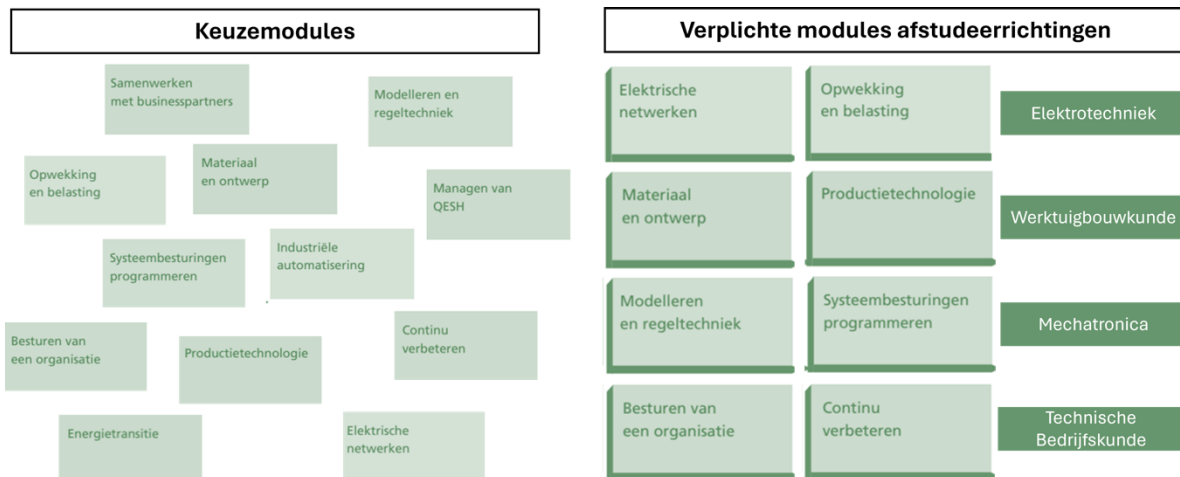 Keuzemodules
Samenwerken
met businesspartners
Modelleren en
regeltechniek
Opwekking
en belasting
Materiaal
en ontwerp
Managen van
QESH
Systeembesturingen
programmeren
Industriële
automatisering
Besturen van
een organisatie
Productietechnologie
Continu
verbeteren
Energietransitie
Elektrische
netwerken
Verplichte modules afstudeerrichtingen
Elektrische
netwerken
Opwekking
en belasting
Elektrotechniek
Materiaal
en ontwerp
Productietechnologie
Werktuigbouwkunde
Modelleren
en regeltechniek
Systeembesturingen
programmeren
Mechatronica
Besturen van
een organisatie
Continu
verbeteren
Technische
Bedrijfskunde